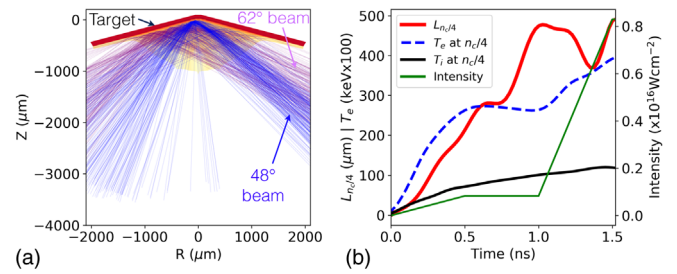 Target
62° beam
48°
beam
0
−1000
−2000
−3000
−4000
Z (μm)
−2000 −1000 0 1000 2000
R (μm)
(a)
L_{n_c/4}
T_e at n_c/4
T_i at n_c/4
Intensity
500
400
300
200
100
0
L_{n_c/4} (μm) | T_e (keVx100)
0.8
0.6
0.4
0.2
0.0
Intensity (x10^{16}Wcm^{−2})
0.0 0.5 1.0 1.5
Time (ns)
(b)